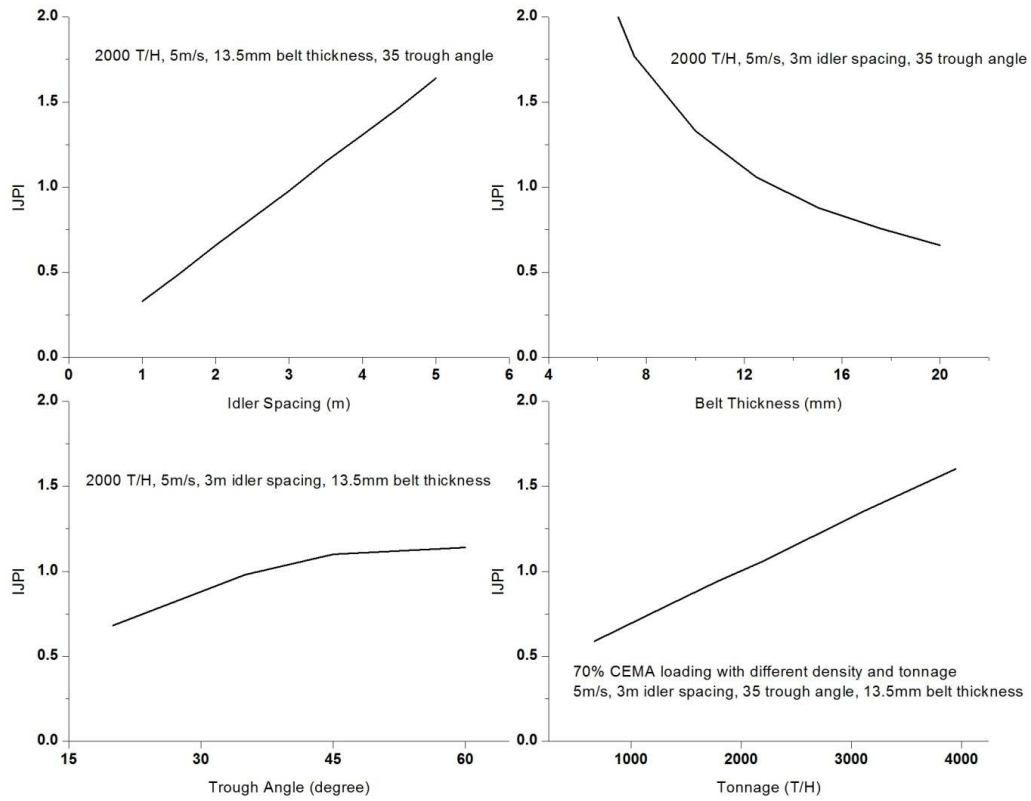 2.0
2000 T/H, 5m/s, 13.5mm belt thickness, 35 trough angle
1.5
IJPI
1.0
0.5
0.0
0 1 2 3 4 5 6
Idler Spacing (m)
2.0
2000 T/H, 5m/s, 3m idler spacing, 35 trough angle
1.5
IJPI
1.0
0.5
0.0
4 8 12 16 20
Belt Thickness (mm)
2.0
2000 T/H, 5m/s, 3m idler spacing, 13.5mm belt thickness
1.5
IJPI
1.0
0.5
0.0
15 30 45 60
Trough Angle (degree)
2.0
1.5
IJPI
1.0
0.5
70% CEMA loading with different density and tonnage
5m/s, 3m idler spacing, 35 trough angle, 13.5mm belt thickness
0.0
1000 2000 3000 4000
Tonnage (T/H)